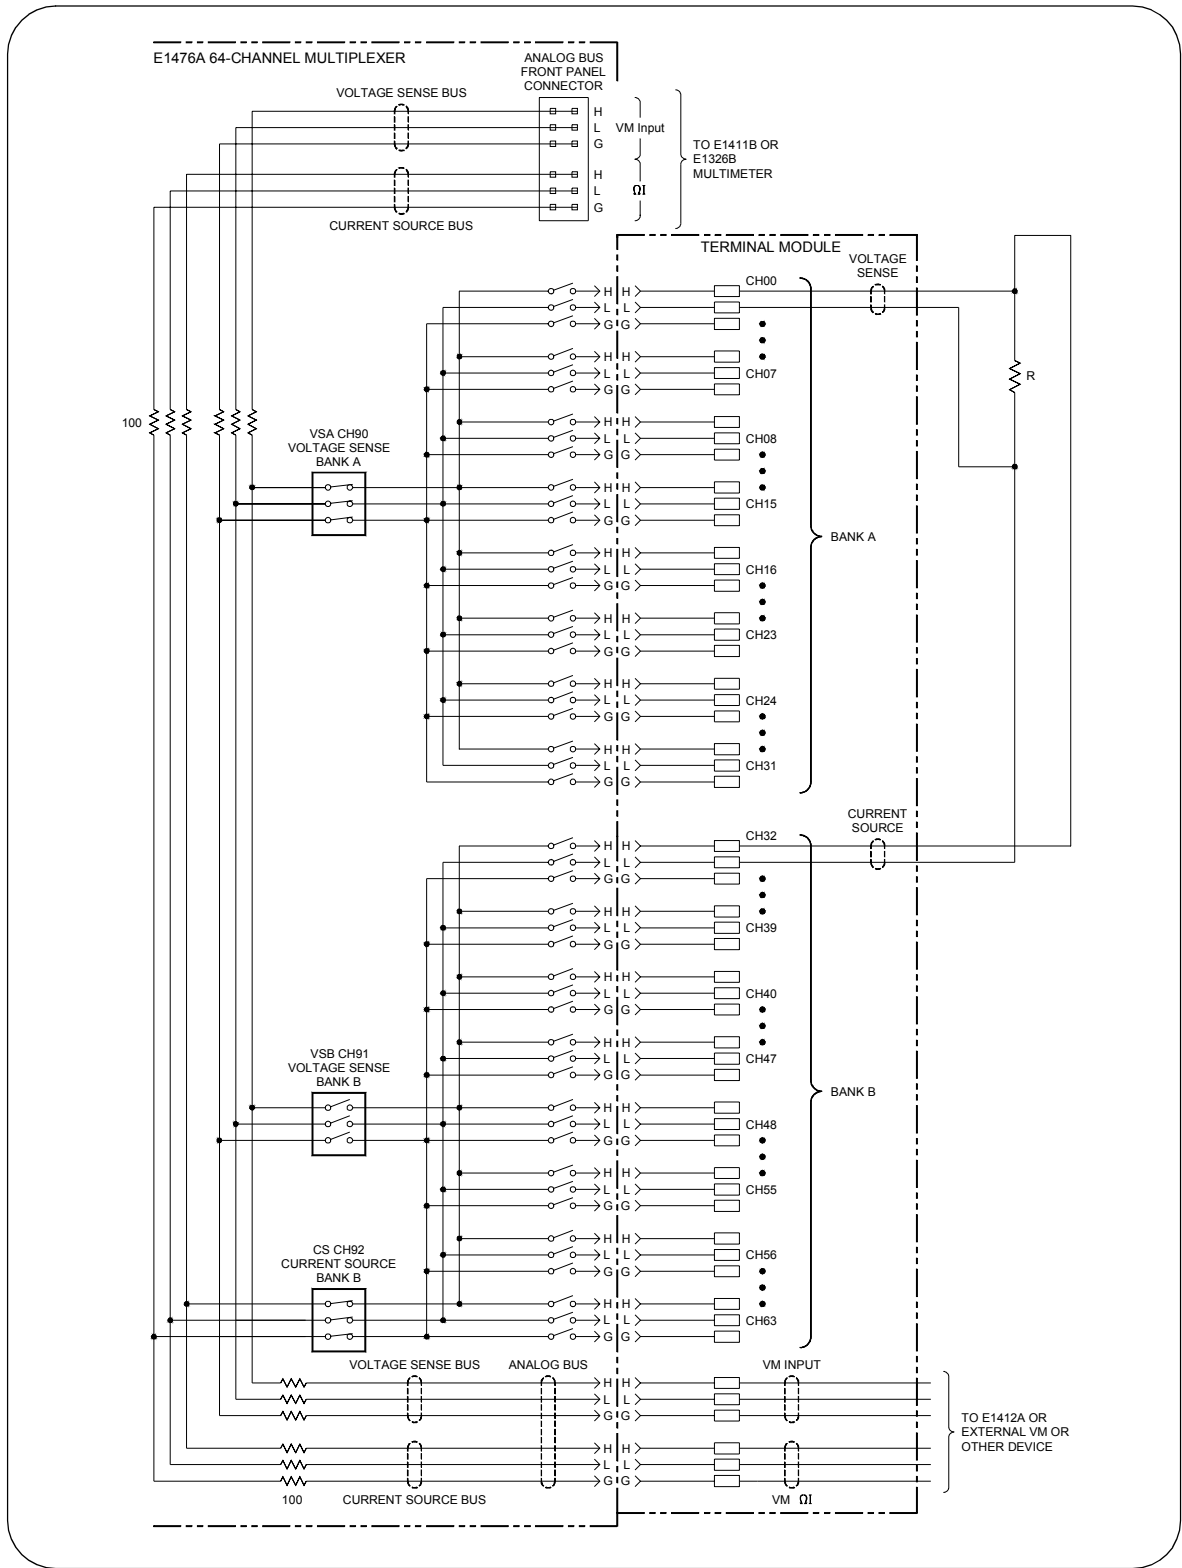 E1476A 64-CHANNEL MULTIPLEXER
ANALOG BUS
FRONT PANEL
CONNECTOR
VOLTAGE SENSE BUS
H
L
G
VM Input
H
L
G
ΩI
TO E1411B OR
E1326B
MULTIMETER
CURRENT SOURCE BUS
TERMINAL MODULE
VOLTAGE
SENSE
CH00
H H
L L
G G
H H
L L
CH07
G G
R
100
H H
L L
CH08
G G
VSA CH90
VOLTAGE SENSE
BANK A
H H
L L
CH15
G G
BANK A
H H
L L
CH16
G G
H H
L L
CH23
G G
H H
L L
CH24
G G
H H
L L
CH31
G G
CURRENT
SOURCE
CH32
H H
L L
G G
H H
L L
CH39
G G
H H
L L
CH40
G G
H H
L L
CH47
G G
VSB CH91
VOLTAGE SENSE
BANK B
BANK B
H H
L L
CH48
G G
H H
L L
CH55
G G
H H
L L
CH56
G G
CS CH92
CURRENT SOURCE
BANK B
H H
L L
CH63
G G
VOLTAGE SENSE BUS
ANALOG BUS
VM INPUT
H H
L L
G G
TO E1412A OR
EXTERNAL VM OR
OTHER DEVICE
H H
L L
G G
100
CURRENT SOURCE BUS
VM ΩI